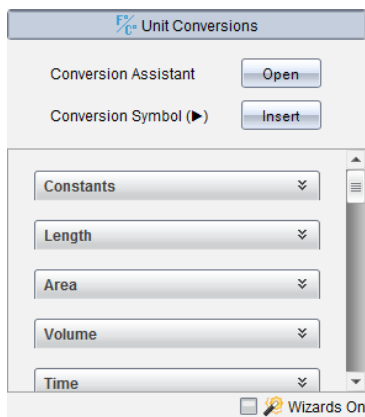 F°/C° Unit Conversions
Conversion Assistant Open
Conversion Symbol (►) Insert
Constants
Length
Area
Volume
Time
Wizards On